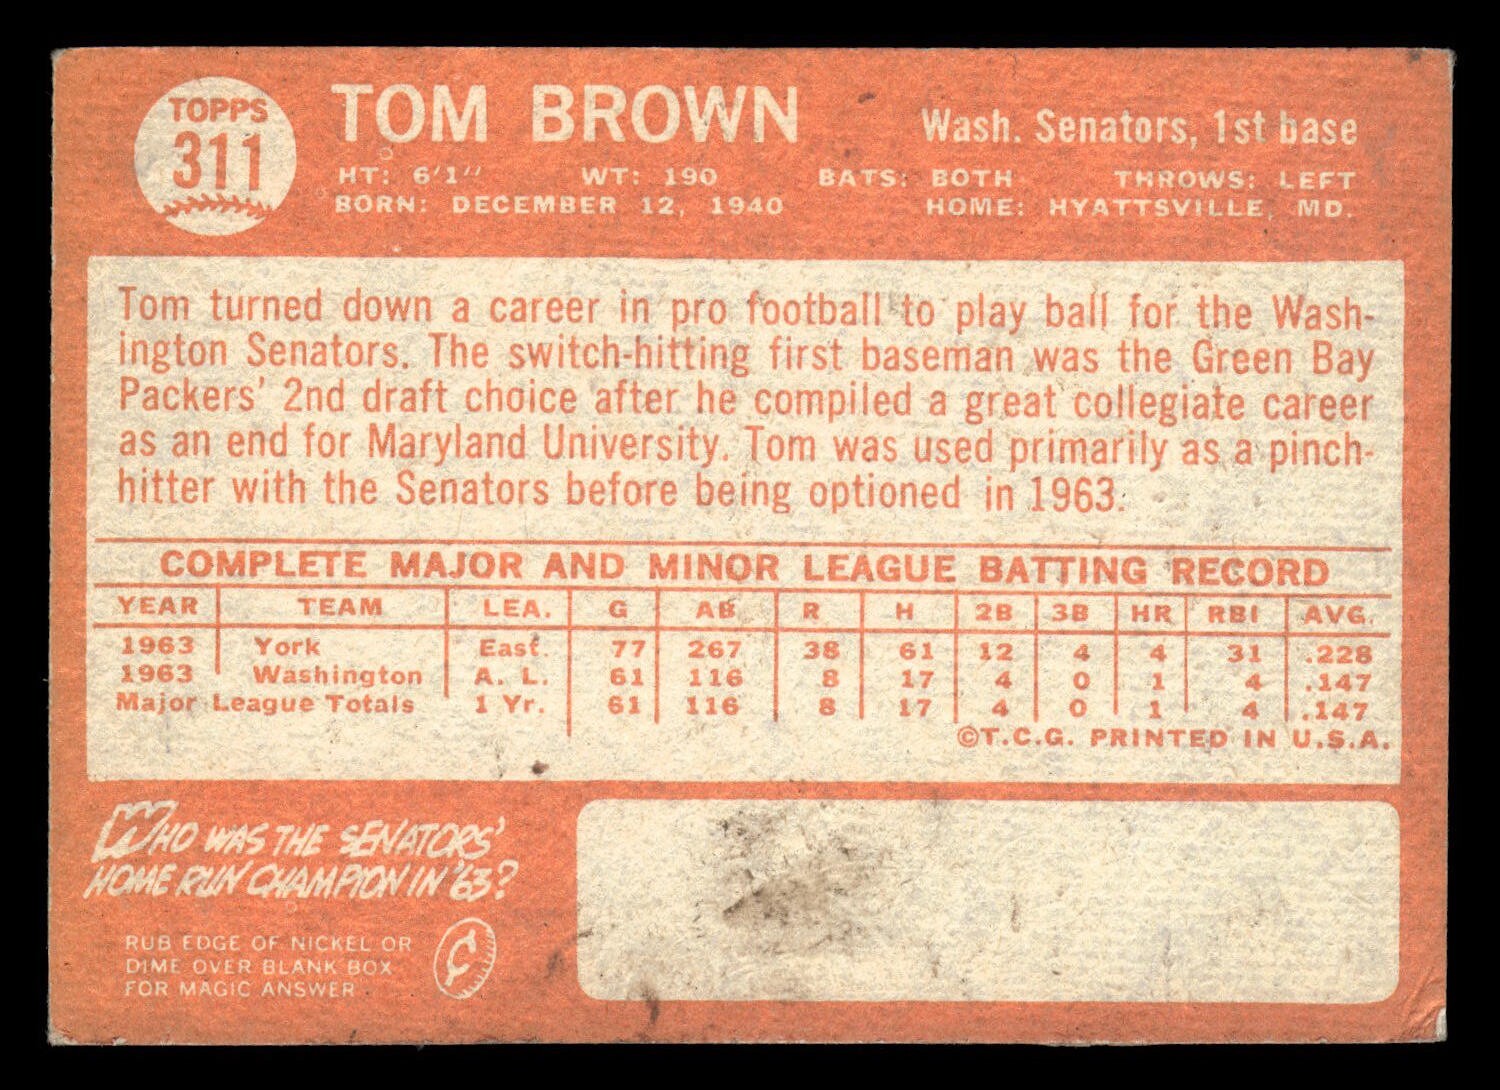 TOPPS
311
TOM BROWN
Wash. Senators, 1st base
HT: 6'1" WT: 190 BATS: BOTH THROWS: LEFT
BORN: DECEMBER 12, 1940 HOME: HYATTSVILLE, MD.
Tom turned down a career in pro football to play ball for the Wash-
ington Senators. The switch-hitting first baseman was the Green Bay
Packers' 2nd draft choice after he compiled a great collegiate career
as an end for Maryland University. Tom was used primarily as a pinch-
hitter with the Senators before being optioned in 1963.
COMPLETE MAJOR AND MINOR LEAGUE BATTING RECORD
YEAR TEAM LEA. G AB R H 2B 3B HR RBI AVG.
1963 York East. 77 267 38 61 12 4 4 31 .228
1963 Washington A. L. 61 116 8 17 4 0 1 4 .147
Major League Totals 1 Yr. 61 116 8 17 4 0 1 4 .147
©T.C.G. PRINTED IN U.S.A.
WHO WAS THE SENATORS'
HOME RUN CHAMPION IN '63?
RUB EDGE OF NICKEL OR
DIME OVER BLANK BOX
FOR MAGIC ANSWER
¢